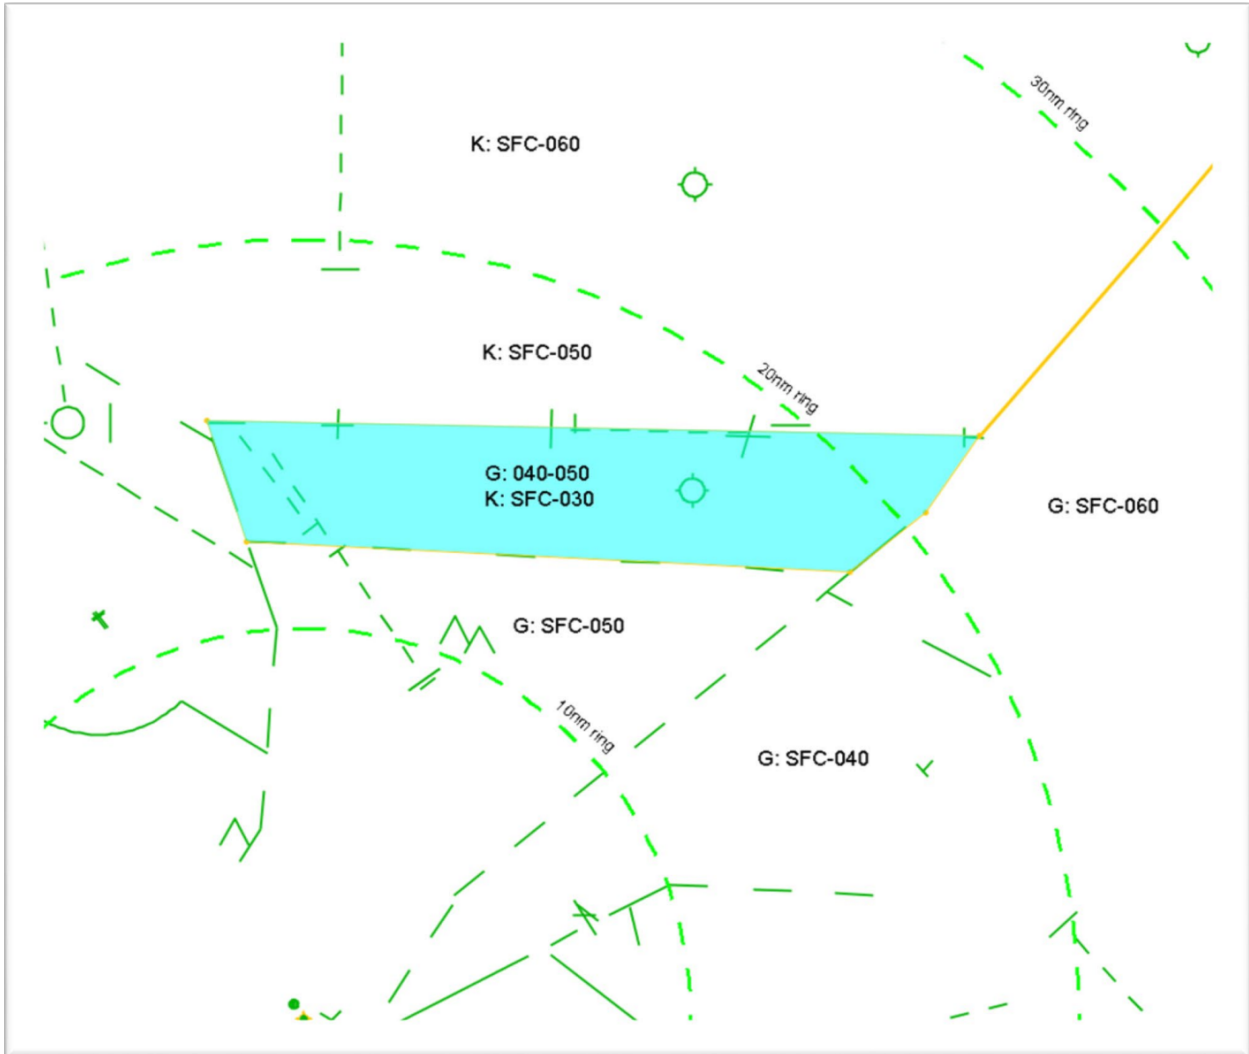 30nm ring
K: SFC-060
K: SFC-050
20nm ring
G: 040-050
K: SFC-030
G: SFC-060
G: SFC-050
10nm ring
G: SFC-040